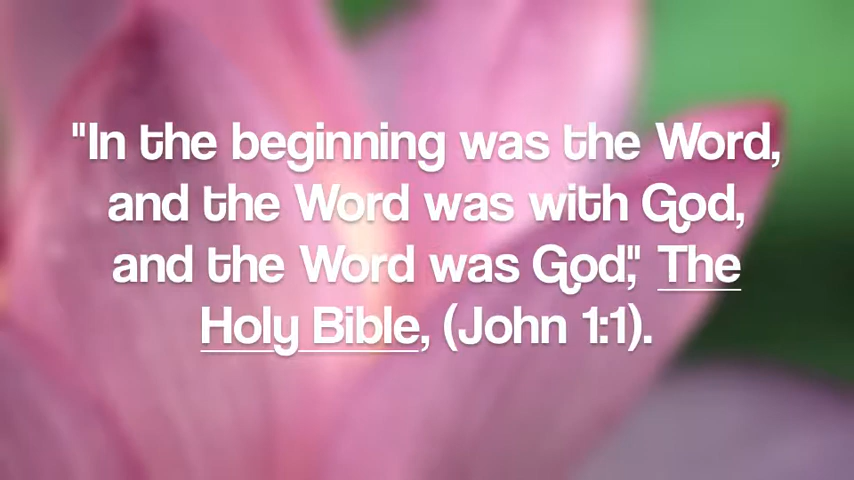 "In the beginning was the Word,
and the Word was with God,
and the Word was God," The
Holy Bible, (John 1:1).